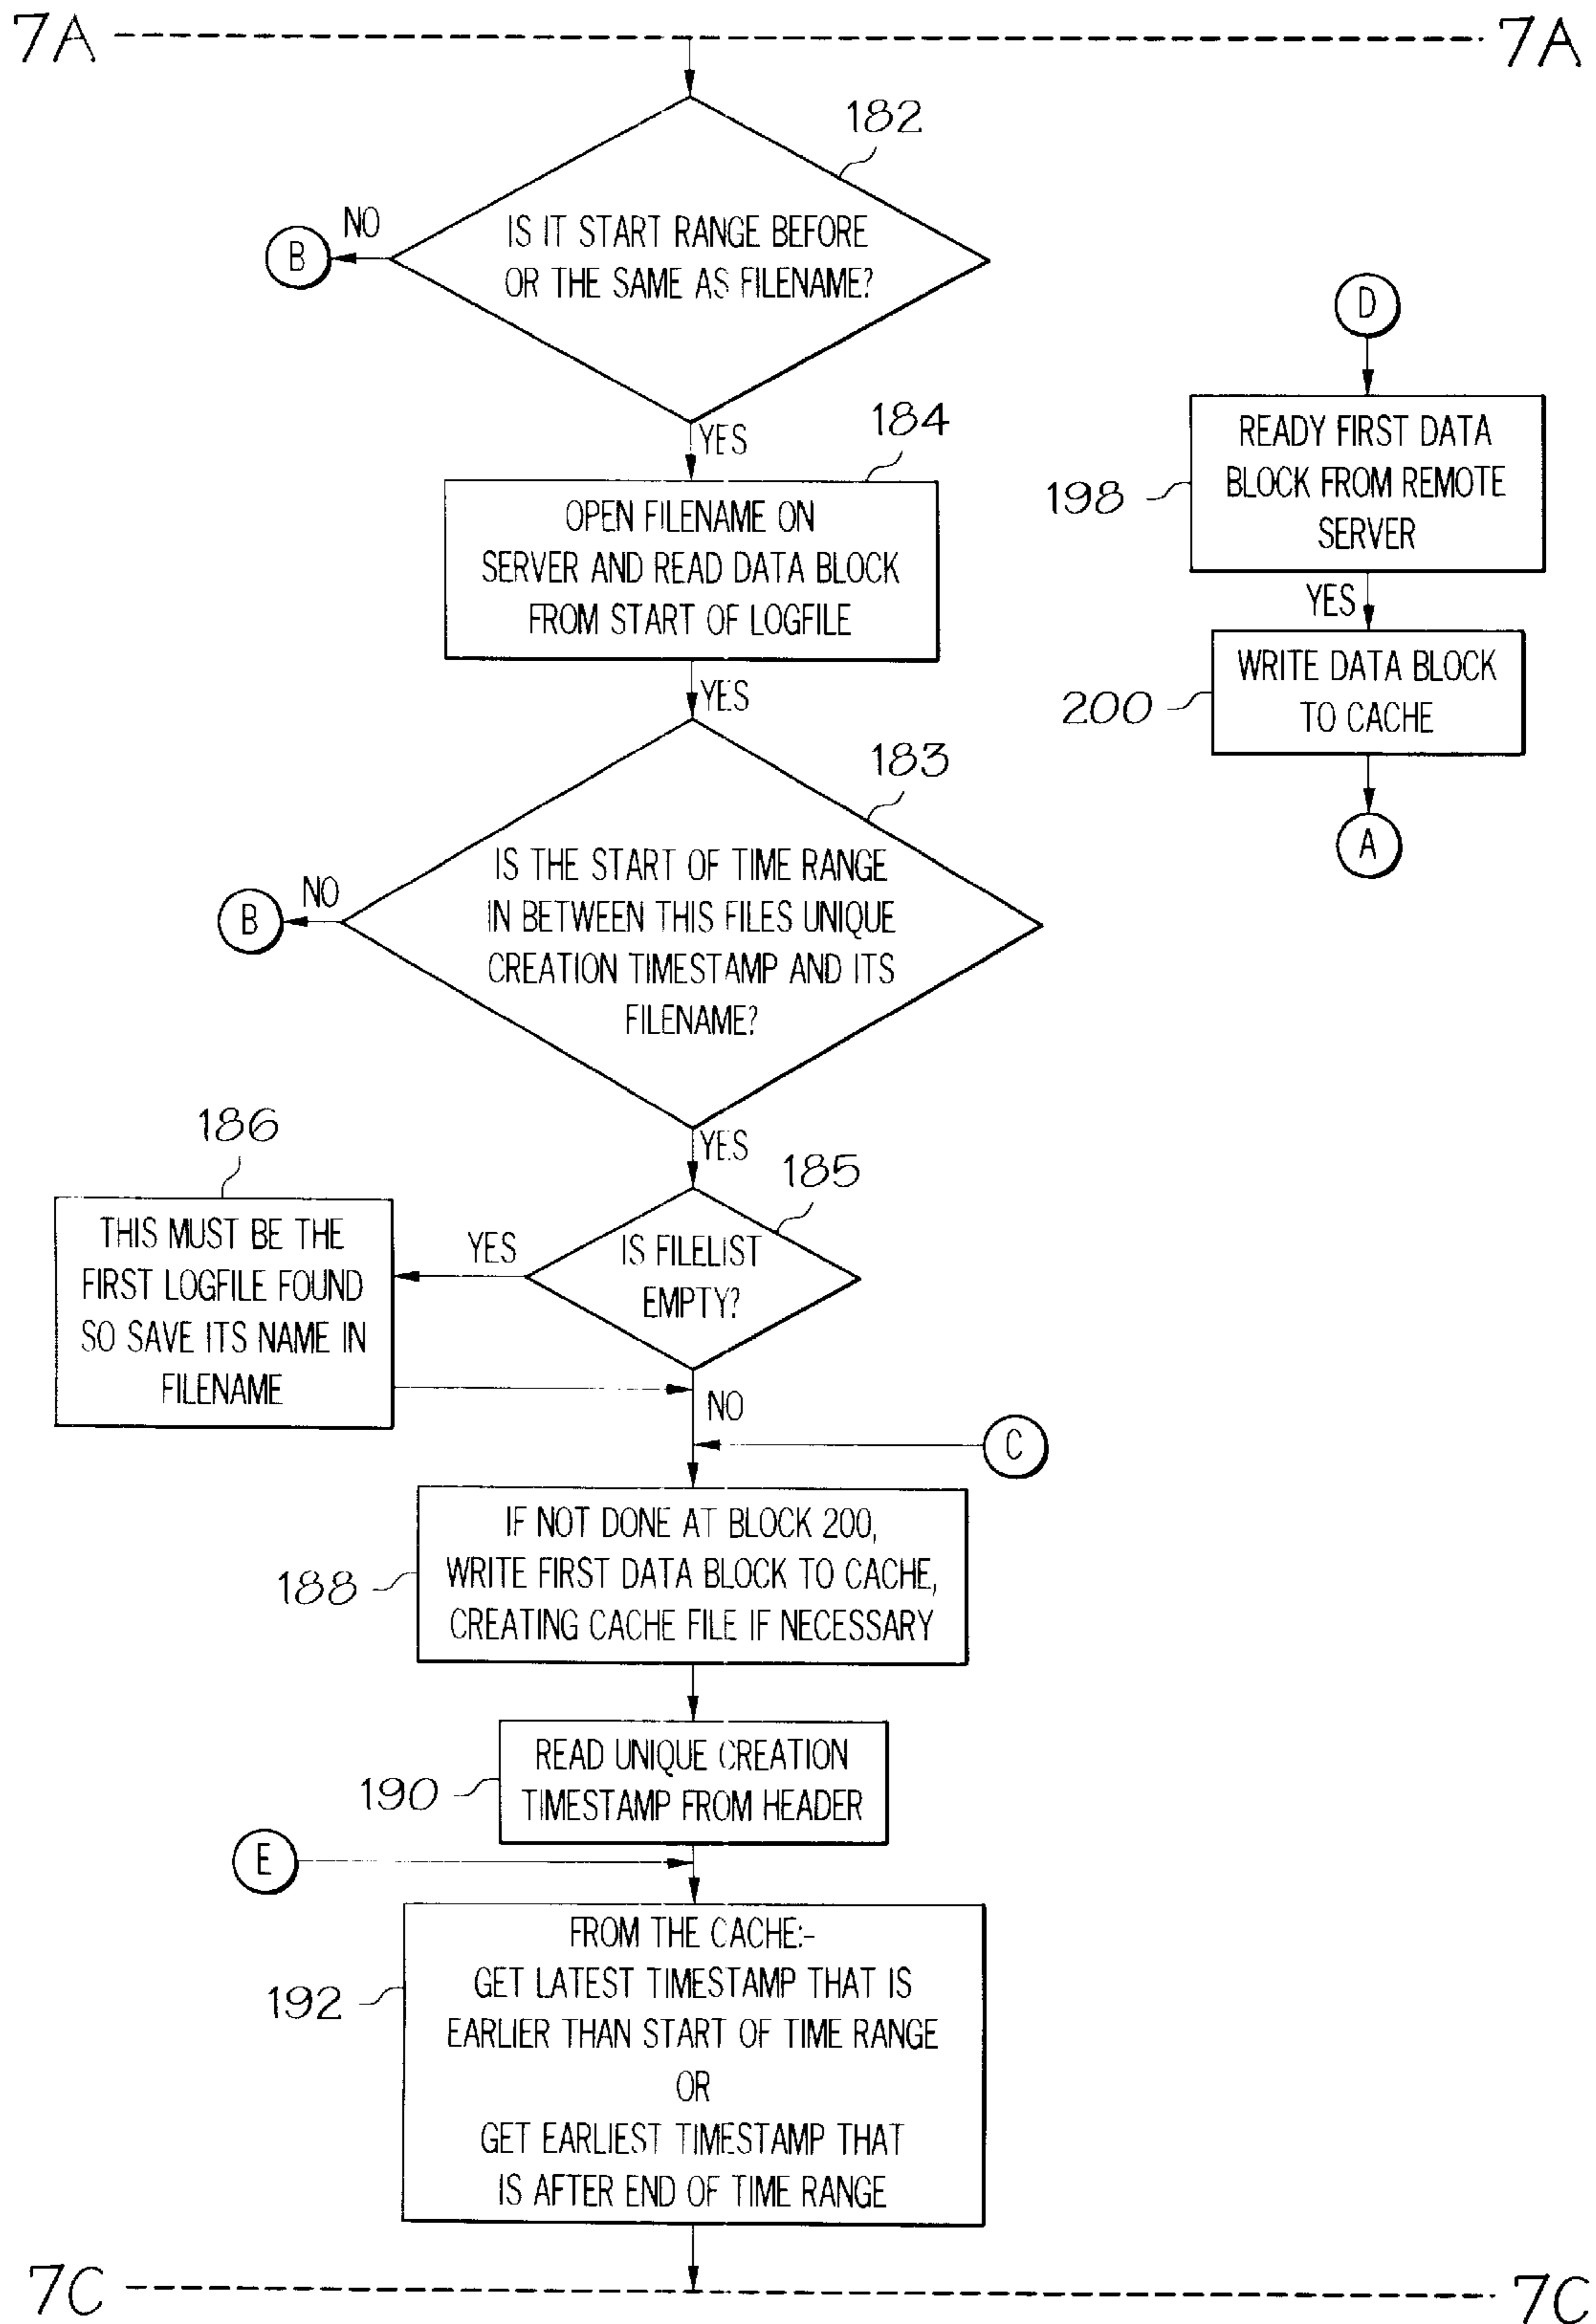 7A
7A
182
NO
B
IS IT START RANGE BEFORE
OR THE SAME AS FILENAME?
D
YES
184
READY FIRST DATA
BLOCK FROM REMOTE
SERVER
198
OPEN FILENAME ON
SERVER AND READ DATA BLOCK
FROM START OF LOGFILE
YES
WRITE DATA BLOCK
TO CACHE
200
YES
183
A
IS THE START OF TIME RANGE
IN BETWEEN THIS FILES UNIQUE
CREATION TIMESTAMP AND ITS
FILENAME?
NO
B
YES
186
185
THIS MUST BE THE
FIRST LOGFILE FOUND
SO SAVE ITS NAME IN
FILENAME
YES
IS FILELIST
EMPTY?
NO
C
IF NOT DONE AT BLOCK 200,
WRITE FIRST DATA BLOCK TO CACHE,
CREATING CACHE FILE IF NECESSARY
188
READ UNIQUE CREATION
TIMESTAMP FROM HEADER
190
E
FROM THE CACHE:-
GET LATEST TIMESTAMP THAT IS
EARLIER THAN START OF TIME RANGE
OR
GET EARLIEST TIMESTAMP THAT
IS AFTER END OF TIME RANGE
192
7C
7C